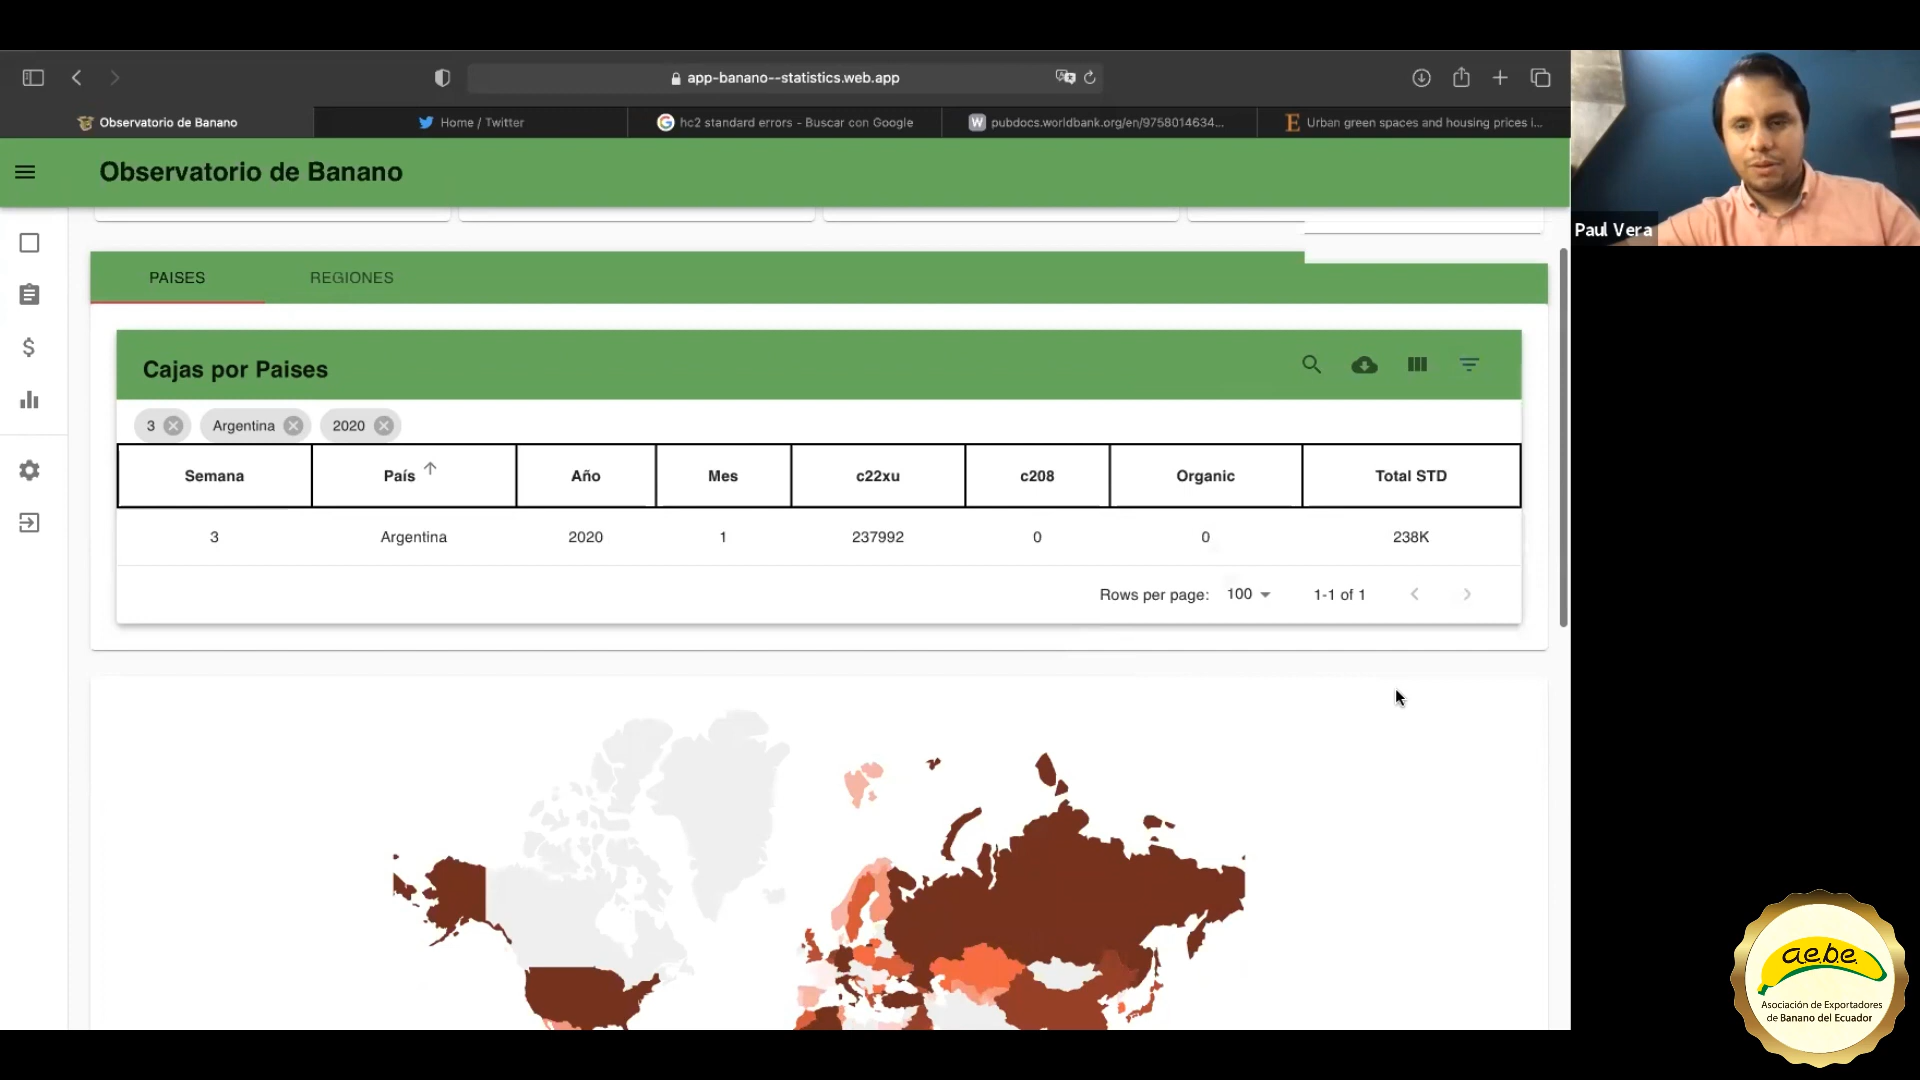 app-banano--statistics.web.app
Observatorio de Banano
Home / Twitter
hc2 standard errors - Buscar con Google
W pubdocs.worldbank.org/en/9758014634...
E Urban green spaces and housing prices i...
Observatorio de Banano
Paul Vera
PAISES REGIONES
Cajas por Paises
3 Argentina 2020
Semana País Año Mes c22xu c208 Organic Total STD
3 Argentina 2020 1 237992 0 0 238K
Rows per page: 100 1-1 of 1
a.e.b.e.
Asociación de Exportadores
de Banano del Ecuador